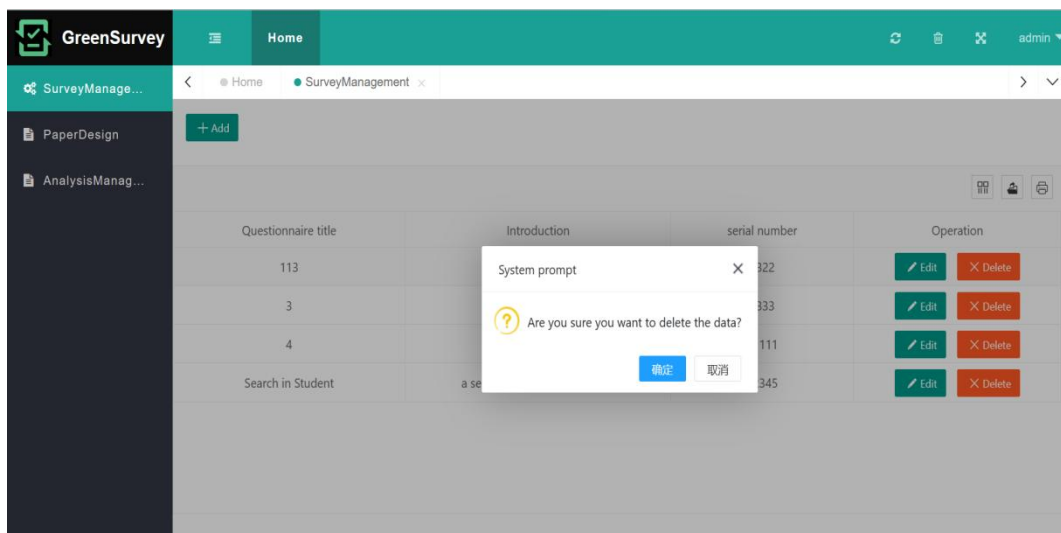 GreenSurvey
Home
admin
SurveyManage...
Home
SurveyManagement
PaperDesign
+ Add
AnalysisManag...
Questionnaire title
Introduction
serial number
Operation
113
322
Edit
Delete
3
333
Edit
Delete
4
111
Edit
Delete
Search in Student
a se
345
Edit
Delete
System prompt
Are you sure you want to delete the data?
确定
取消